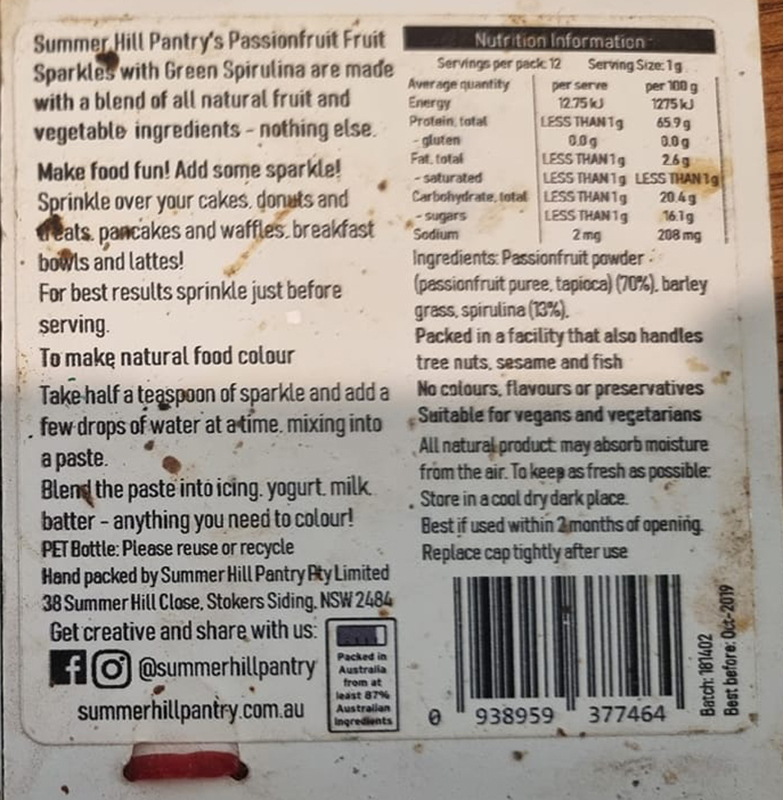 Summer Hill Pantry's Passionfruit Fruit
Sparkles with Green Spirulina are made
with a blend of all natural fruit and
vegetable ingredients - nothing else.
Make food fun! Add some sparkle!
Sprinkle over your cakes, donuts and
treats, pancakes and waffles, breakfast
bowls and lattes!
For best results sprinkle just before
serving.
To make natural food colour
Take half a teaspoon of sparkle and add a
few drops of water at a time, mixing into
a paste.
Blend the paste into icing, yogurt, milk,
batter - anything you need to colour!
PET Bottle: Please reuse or recycle
Hand packed by Summer Hill Pantry Pty Limited
38 Summer Hill Close, Stokers Siding, NSW 2484
Get creative and share with us:
@summerhillpantry
summerhillpantry.com.au
Packed in
Australia
from at
least 87%
Australian
ingredients
Nutrition Information
Servings per pack: 12 Serving Size: 1g
Average quantity per serve per 100 g
Energy 12.75 kJ 1275 kJ
Protein, total LESS THAN 1g 65.9 g
- gluten 0.0 g 0.0 g
Fat, total LESS THAN 1g 2.6 g
- saturated LESS THAN 1g LESS THAN 1g
Carbohydrate, total LESS THAN 1g 20.4 g
- sugars LESS THAN 1g 16.1 g
Sodium 2 mg 208 mg
Ingredients: Passionfruit powder
(passionfruit puree, tapioca) (70%), barley
grass, spirulina (13%).
Packed in a facility that also handles
tree nuts, sesame and fish
No colours, flavours or preservatives
Suitable for vegans and vegetarians
All natural product: may absorb moisture
from the air. To keep as fresh as possible:
Store in a cool dry dark place.
Best if used within 2 months of opening.
Replace cap tightly after use
0 938959 377464
Batch: 181402
Best before: Oct-2019